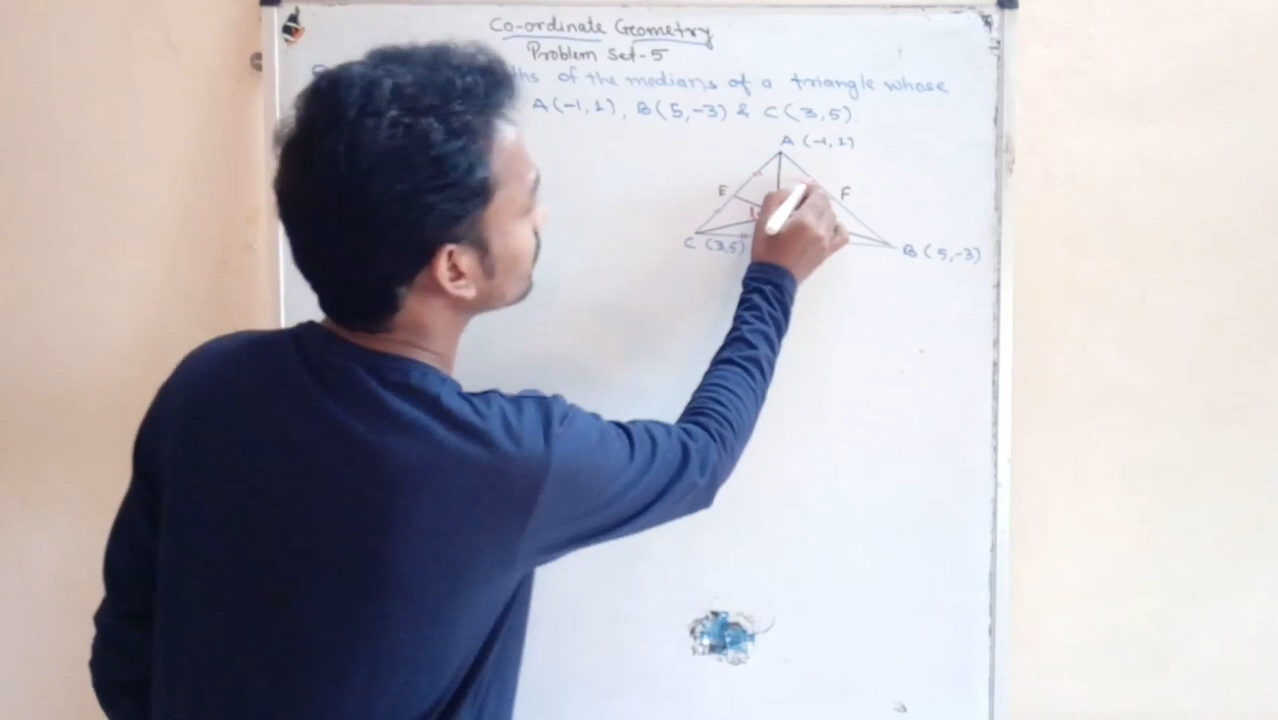 Co-ordinate Geometry
Problem Set-5
of the medians of a triangle whose
A(-1,1), B(5,-3) & C(3,5).
A (-1,1)
E F
C (3,5)
B (5,-3)